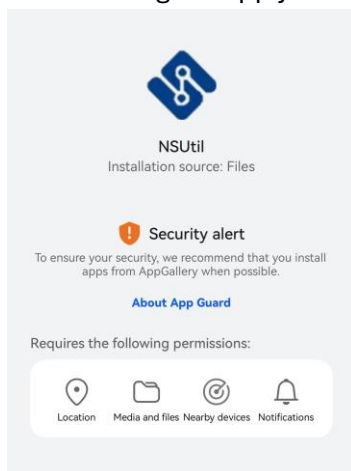 NSUtil
Installation source: Files
Security alert
To ensure your security, we recommend that you install
apps from AppGallery when possible.
About App Guard
Requires the following permissions:
Location Media and files Nearby devices Notifications